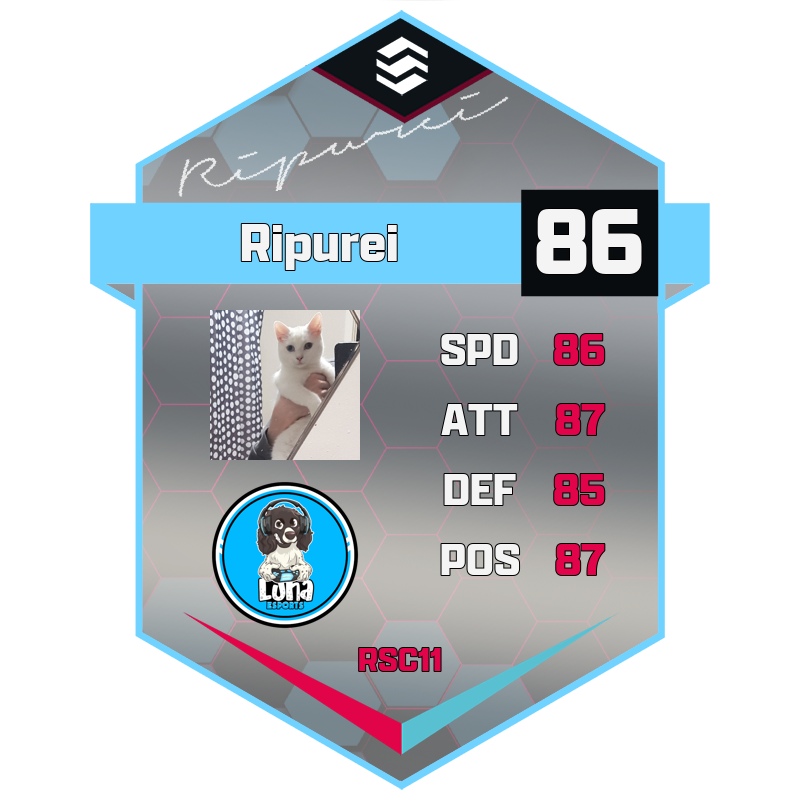 Ripurei
Ripurei
86
SPD 86
ATT 87
DEF 85
POS 87
Luna
ESPORTS
RSC11